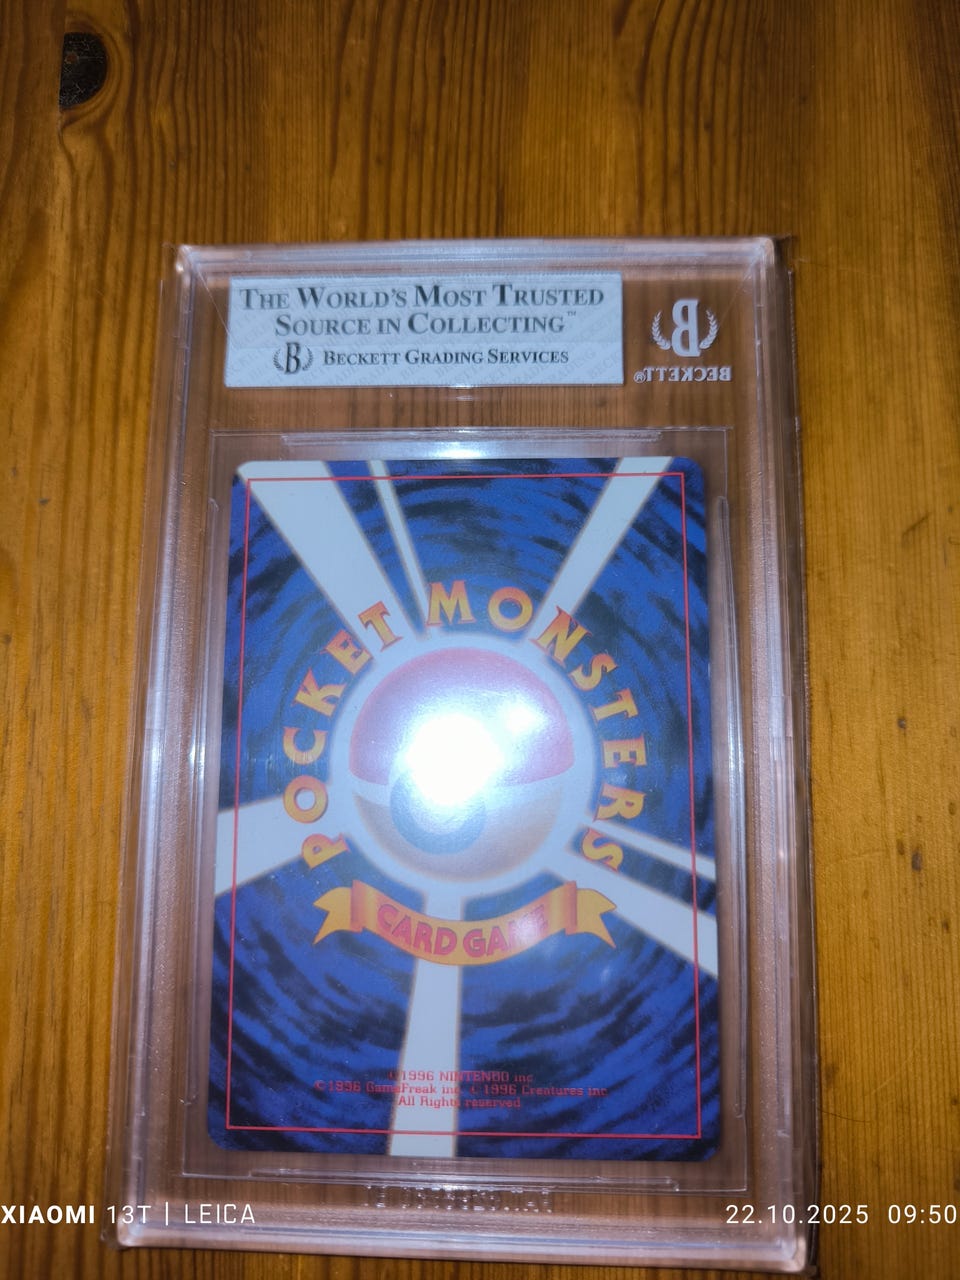 THE WORLD'S MOST TRUSTED
SOURCE IN COLLECTING™
B BECKETT GRADING SERVICES
B
BECKETT®
POCKET MONSTERS
CARD GAME
©1996 NINTENDO inc
©1996 GameFreak inc. ©1996 Creatures inc
All Rights reserved
XIAOMI 13T | LEICA
22.10.2025 09:50